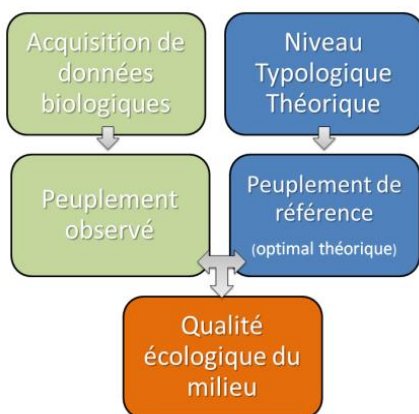 Acquisition de
données
biologiques
Niveau
Typologique
Théorique
Peuplement
observé
Peuplement de
référence
(optimal théorique)
Qualité
écologique du
milieu